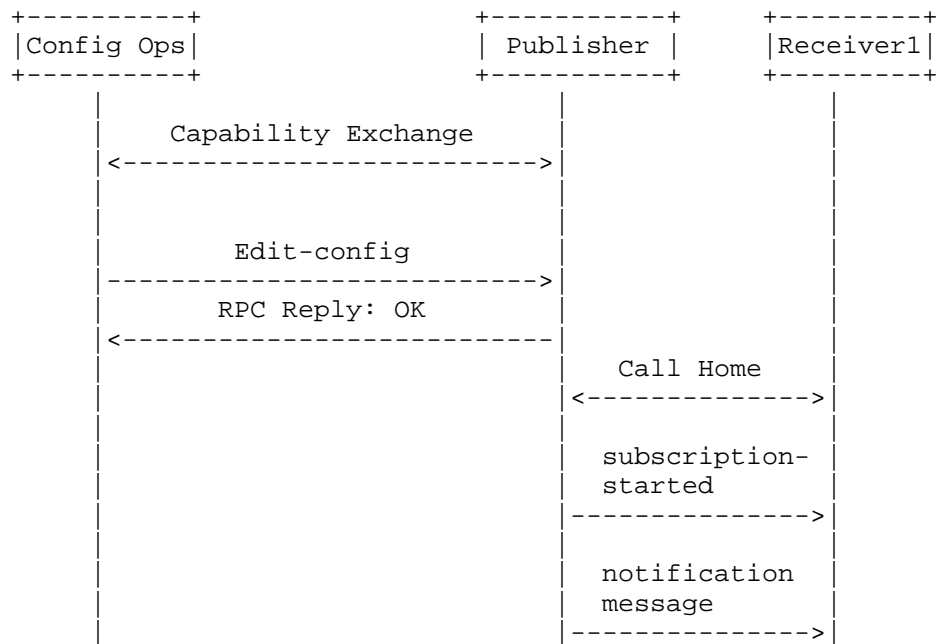 Config Ops Publisher Receiver1
Capability Exchange
Edit-config
RPC Reply: OK
Call Home
subscription-
started
notification
message